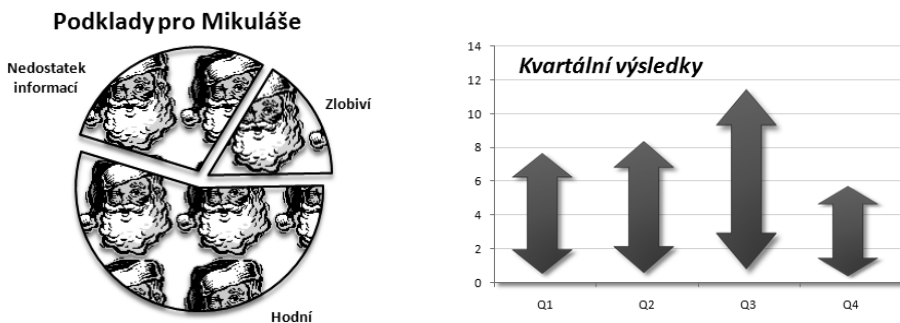 Podklady pro Mikuláše
Nedostatek
informací
Zlobiví
Hodní
Kvartální výsledky
14
12
10
8
6
4
2
0
Q1
Q2
Q3
Q4